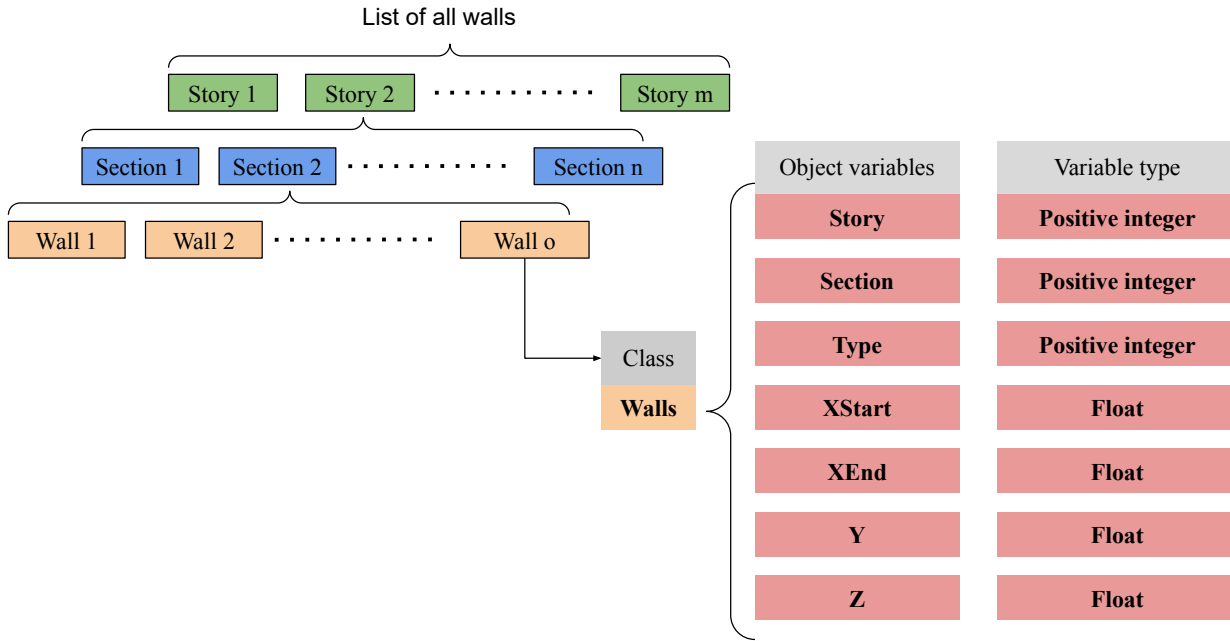 List of all walls
Story 1 Story 2 Story m
Section 1 Section 2 Section n
Wall 1 Wall 2 Wall o
Object variables Variable type
Story Positive integer
Section Positive integer
Type Positive integer
Class
Walls
XStart Float
XEnd Float
Y Float
Z Float